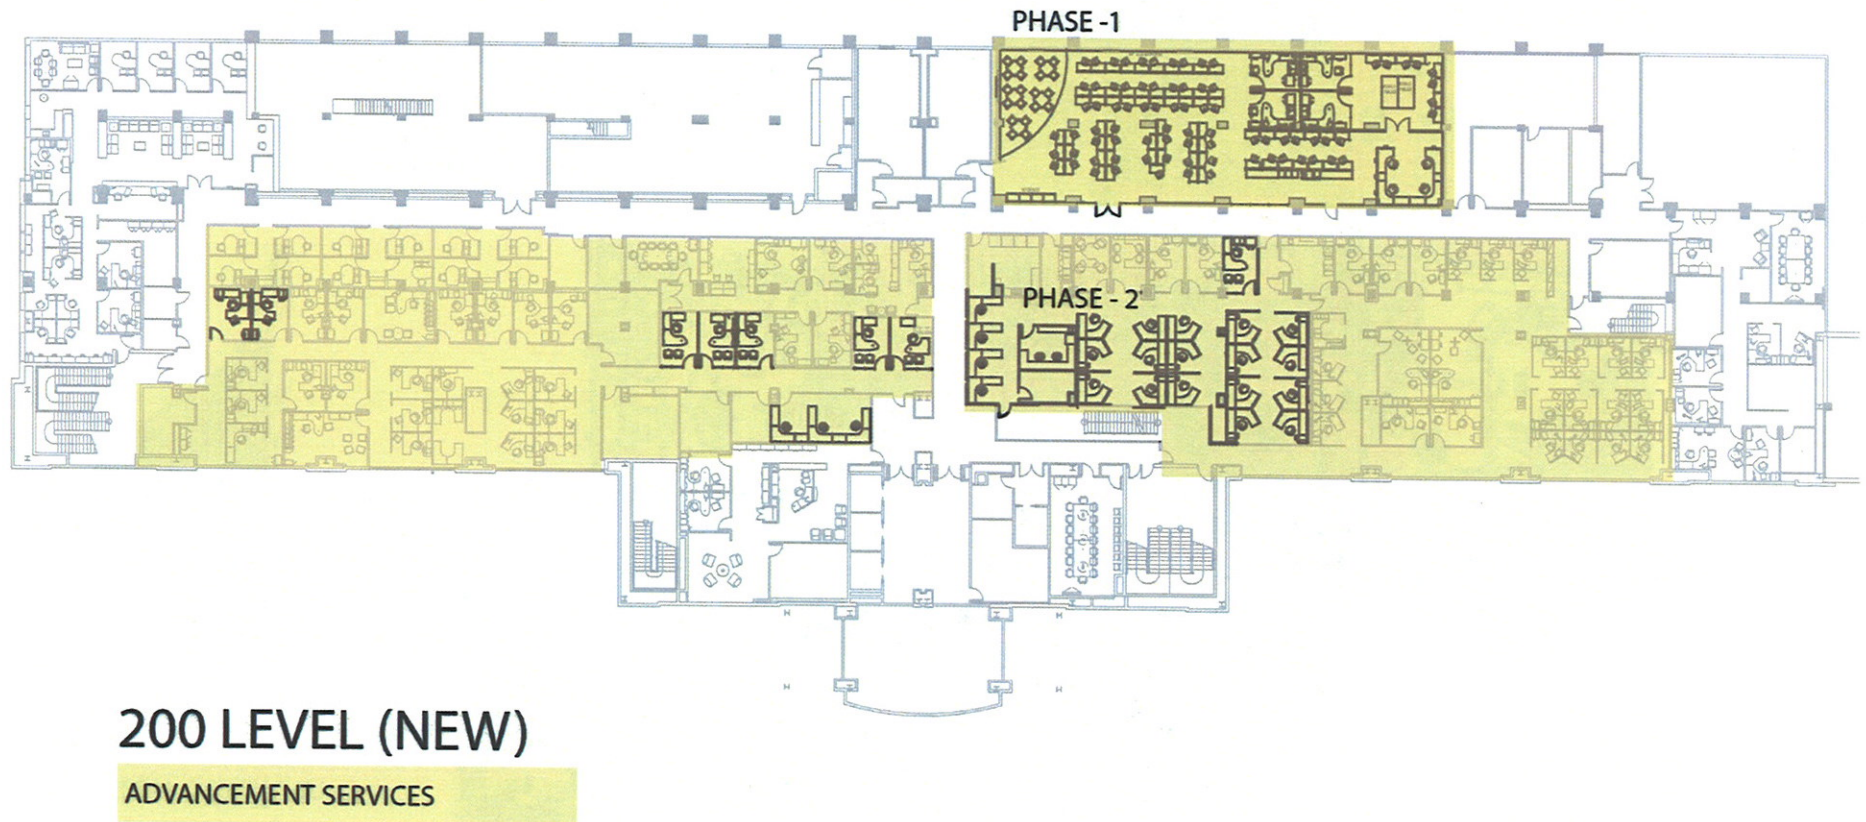 PHASE -1
PHASE - 2
200 LEVEL (NEW)
ADVANCEMENT SERVICES